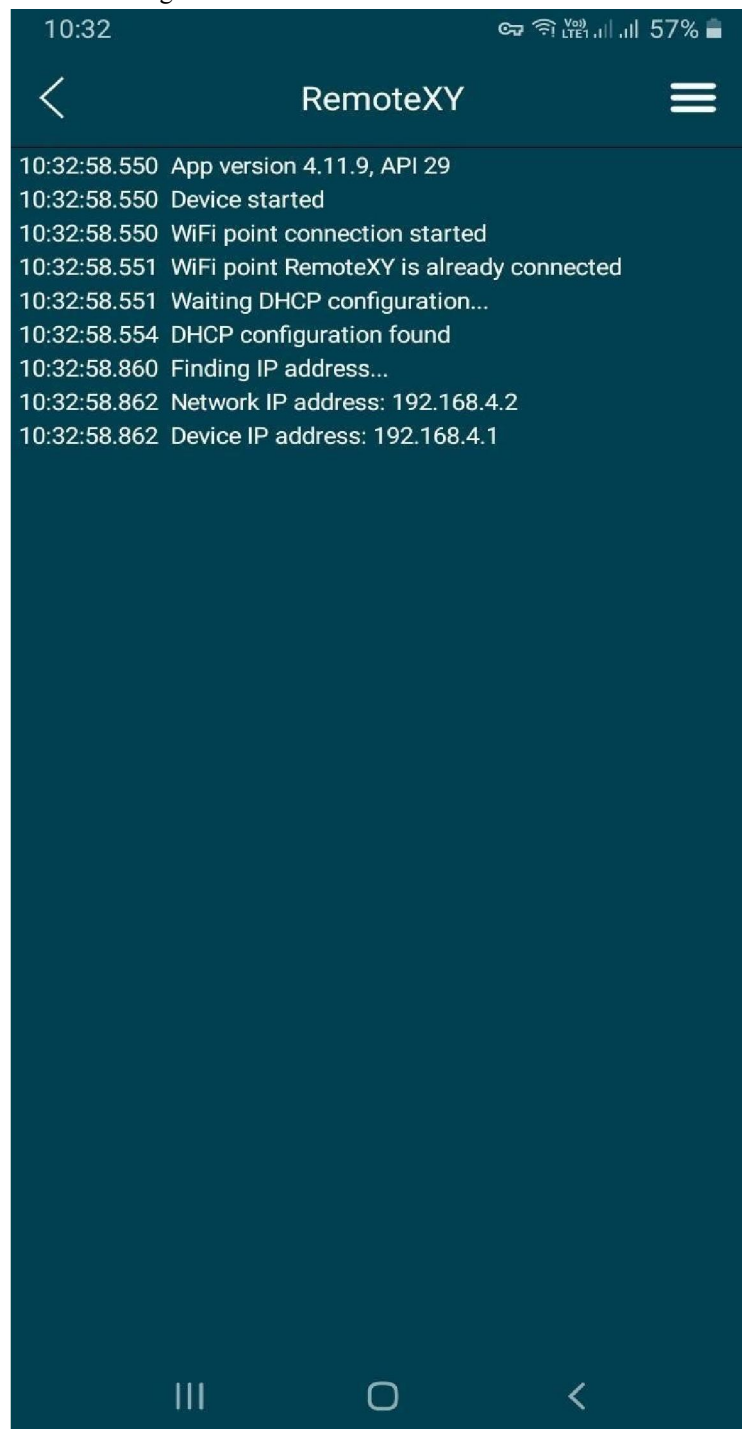 10:32 Vo)) LTE1 57%
RemoteXY
10:32:58.550 App version 4.11.9, API 29
10:32:58.550 Device started
10:32:58.550 WiFi point connection started
10:32:58.551 WiFi point RemoteXY is already connected
10:32:58.551 Waiting DHCP configuration...
10:32:58.554 DHCP configuration found
10:32:58.860 Finding IP address...
10:32:58.862 Network IP address: 192.168.4.2
10:32:58.862 Device IP address: 192.168.4.1